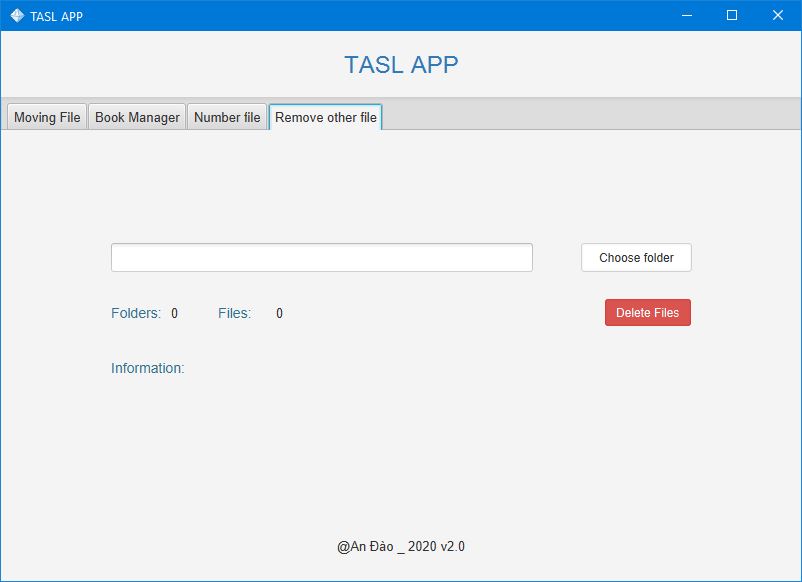 TASL APP
TASL APP
Moving File Book Manager Number file Remove other file
Choose folder
Folders: 0 Files: 0 Delete Files
Information:
@An Đào _ 2020 v2.0